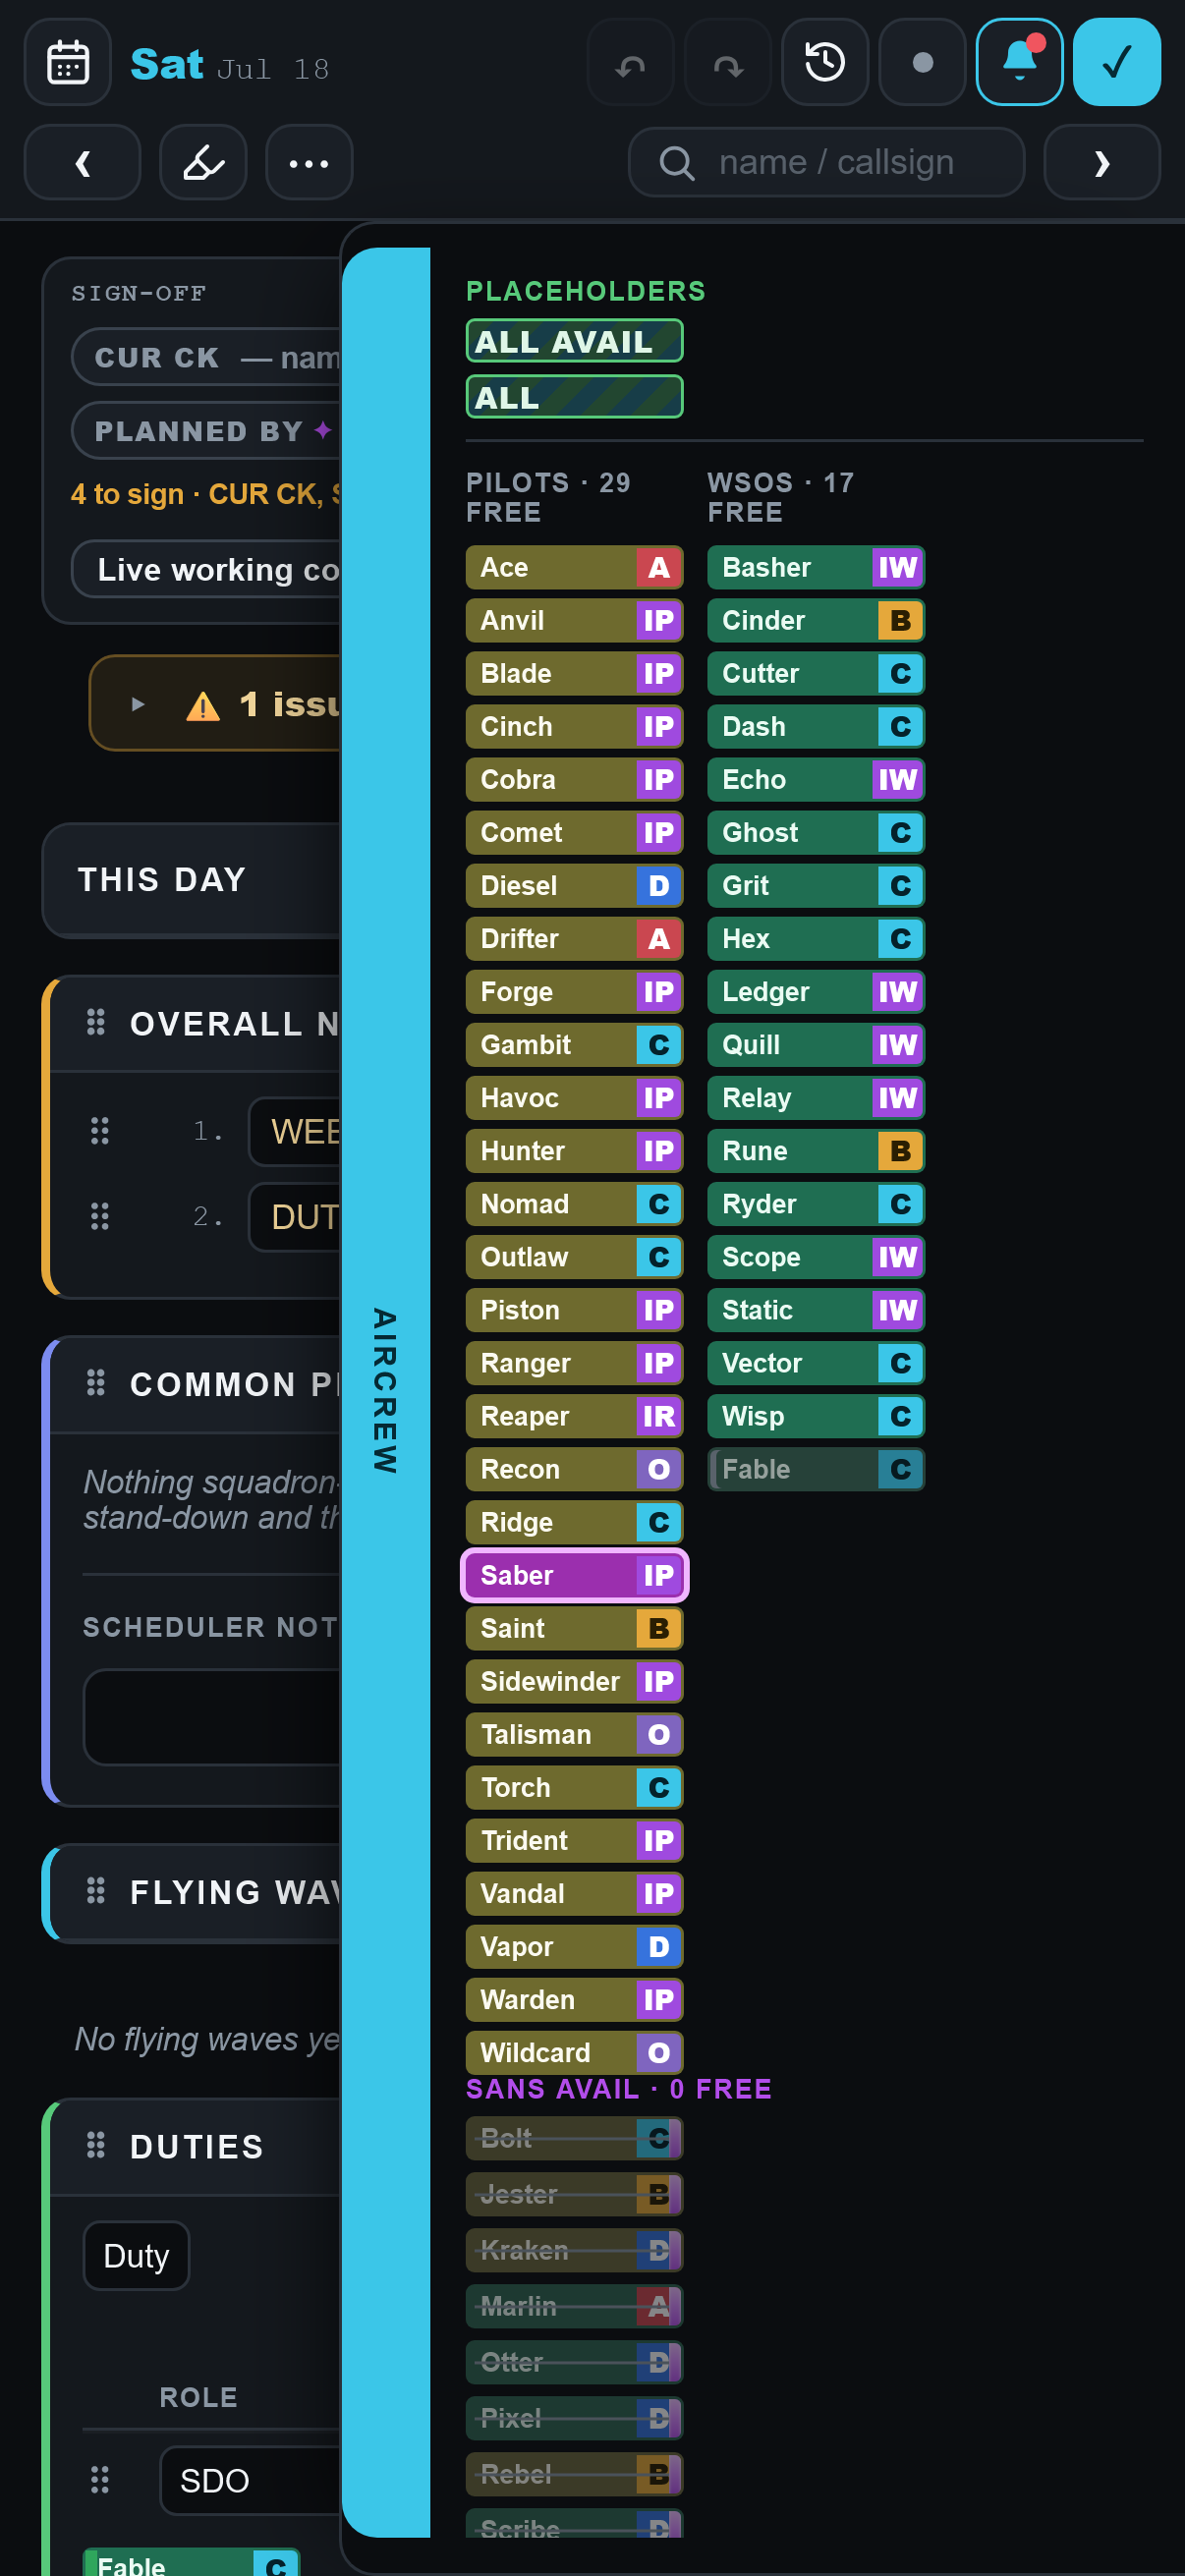 Sat Jul 18
name / callsign
SIGN-OFF
CUR CK — nam
PLANNED BY
4 to sign · CUR CK, S
Live working co
1 issu
THIS DAY
OVERALL N
1. WEE
2. DUT
COMMON P
Nothing squadron-
stand-down and th
SCHEDULER NOT
FLYING WAV
No flying waves ye
DUTIES
Duty
ROLE
SDO
Fable C
AIRCREW
PLACEHOLDERS
ALL AVAIL
ALL
PILOTS · 29
FREE
Ace A
Anvil IP
Blade IP
Cinch IP
Cobra IP
Comet IP
Diesel D
Drifter A
Forge IP
Gambit C
Havoc IP
Hunter IP
Nomad C
Outlaw C
Piston IP
Ranger IP
Reaper IR
Recon O
Ridge C
Saber IP
Saint B
Sidewinder IP
Talisman O
Torch C
Trident IP
Vandal IP
Vapor D
Warden IP
Wildcard O
WSOS · 17
FREE
Basher IW
Cinder B
Cutter C
Dash C
Echo IW
Ghost C
Grit C
Hex C
Ledger IW
Quill IW
Relay IW
Rune B
Ryder C
Scope IW
Static IW
Vector C
Wisp C
Fable C
SANS AVAIL · 0 FREE
Bolt C
Jester B
Kraken D
Marlin A
Otter D
Pixel D
Rebel B
Scribe D